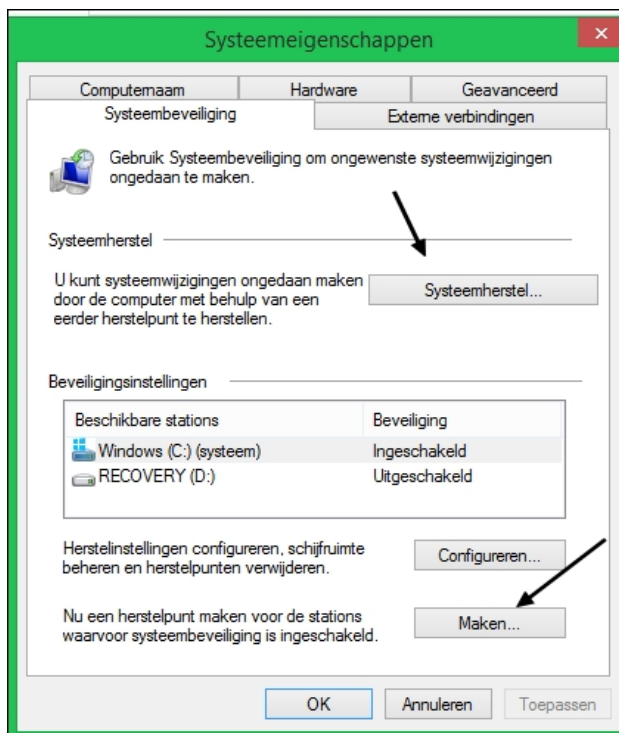 Systeemeigenschappen
Computernaam Hardware Geavanceerd
Systeembeveiliging Externe verbindingen
Gebruik Systeembeveiliging om ongewenste systeemwijzigingen
ongedaan te maken.
Systeemherstel
U kunt systeemwijzigingen ongedaan maken
door de computer met behulp van een
eerder herstelpunt te herstellen.
Systeemherstel...
Beveiligingsinstellingen
Beschikbare stations Beveiliging
Windows (C:) (systeem) Ingeschakeld
RECOVERY (D:) Uitgeschakeld
Herstelinstellingen configureren, schijfruimte
beheren en herstelpunten verwijderen.
Configureren...
Nu een herstelpunt maken voor de stations
waarvoor systeembeveiliging is ingeschakeld.
Maken...
OK Annuleren Toepassen